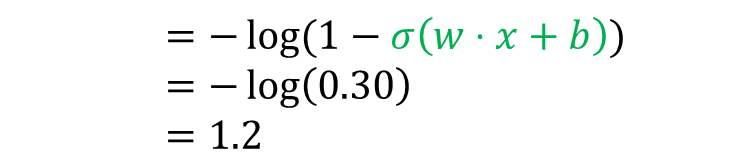 = − log(1 − σ(w · x + b))
= − log(0.30)
= 1.2